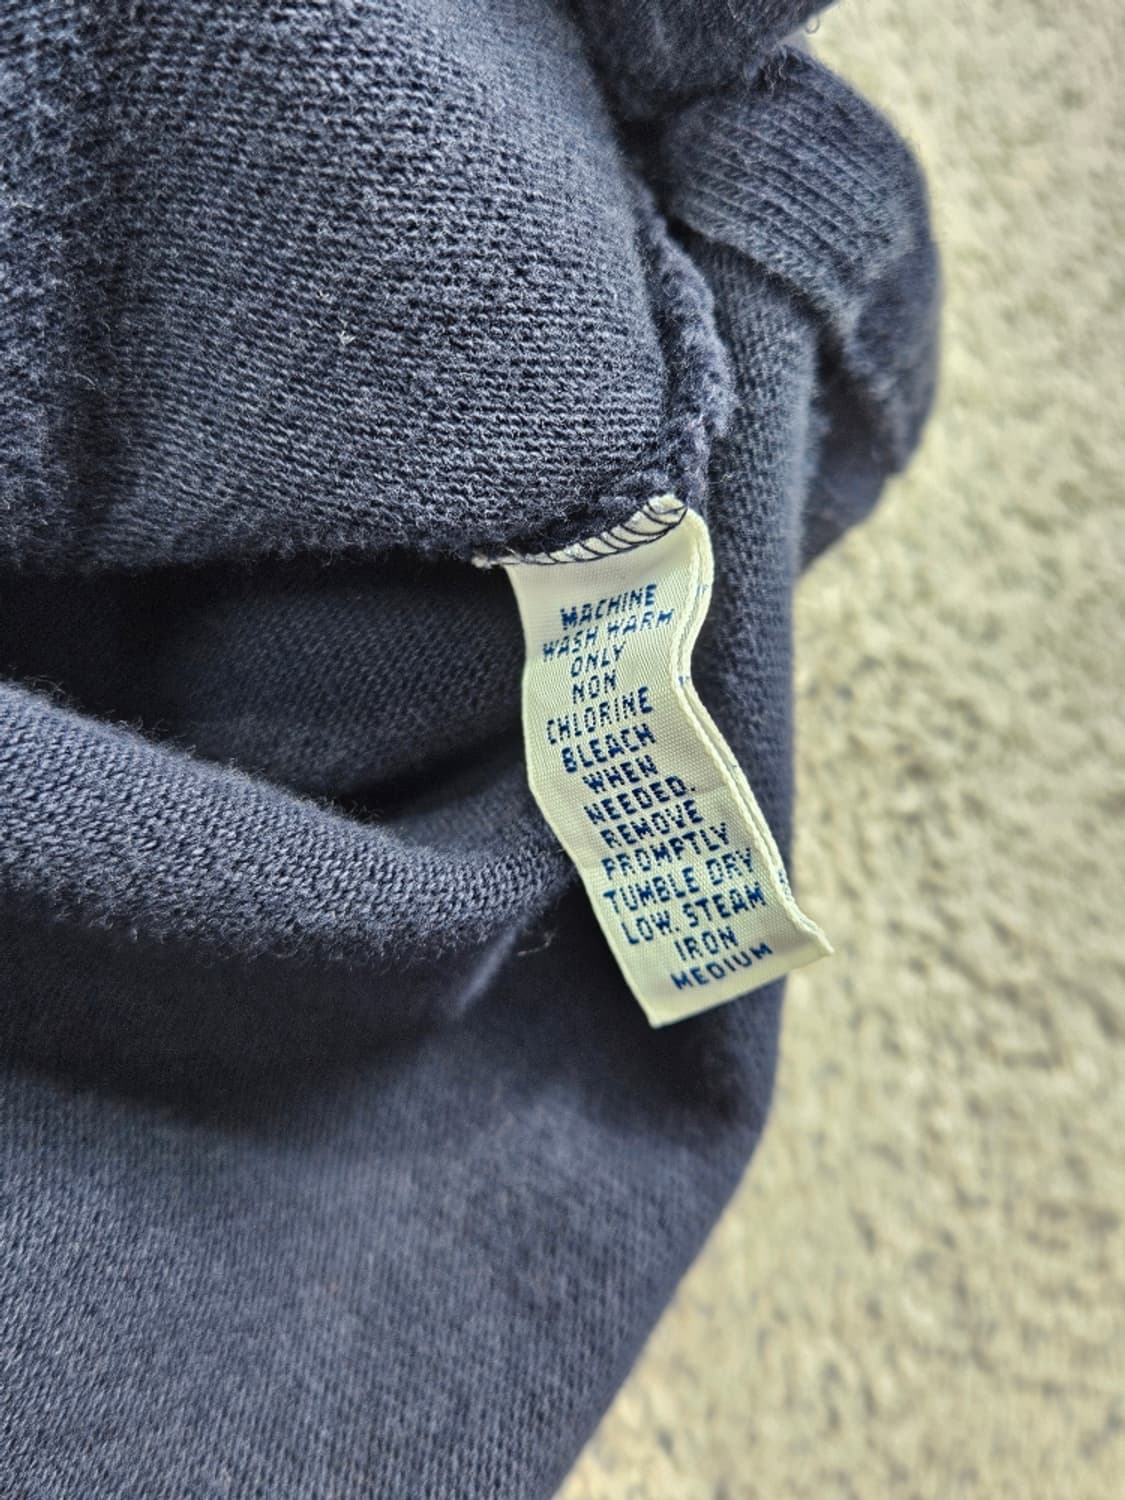 MACHINE
WASH WARM
ONLY
NON
CHLORINE
BLEACH
WHEN
NEEDED.
REMOVE
PROMPTLY
TUMBLE DRY
LOW. STEAM
IRON
MEDIUM